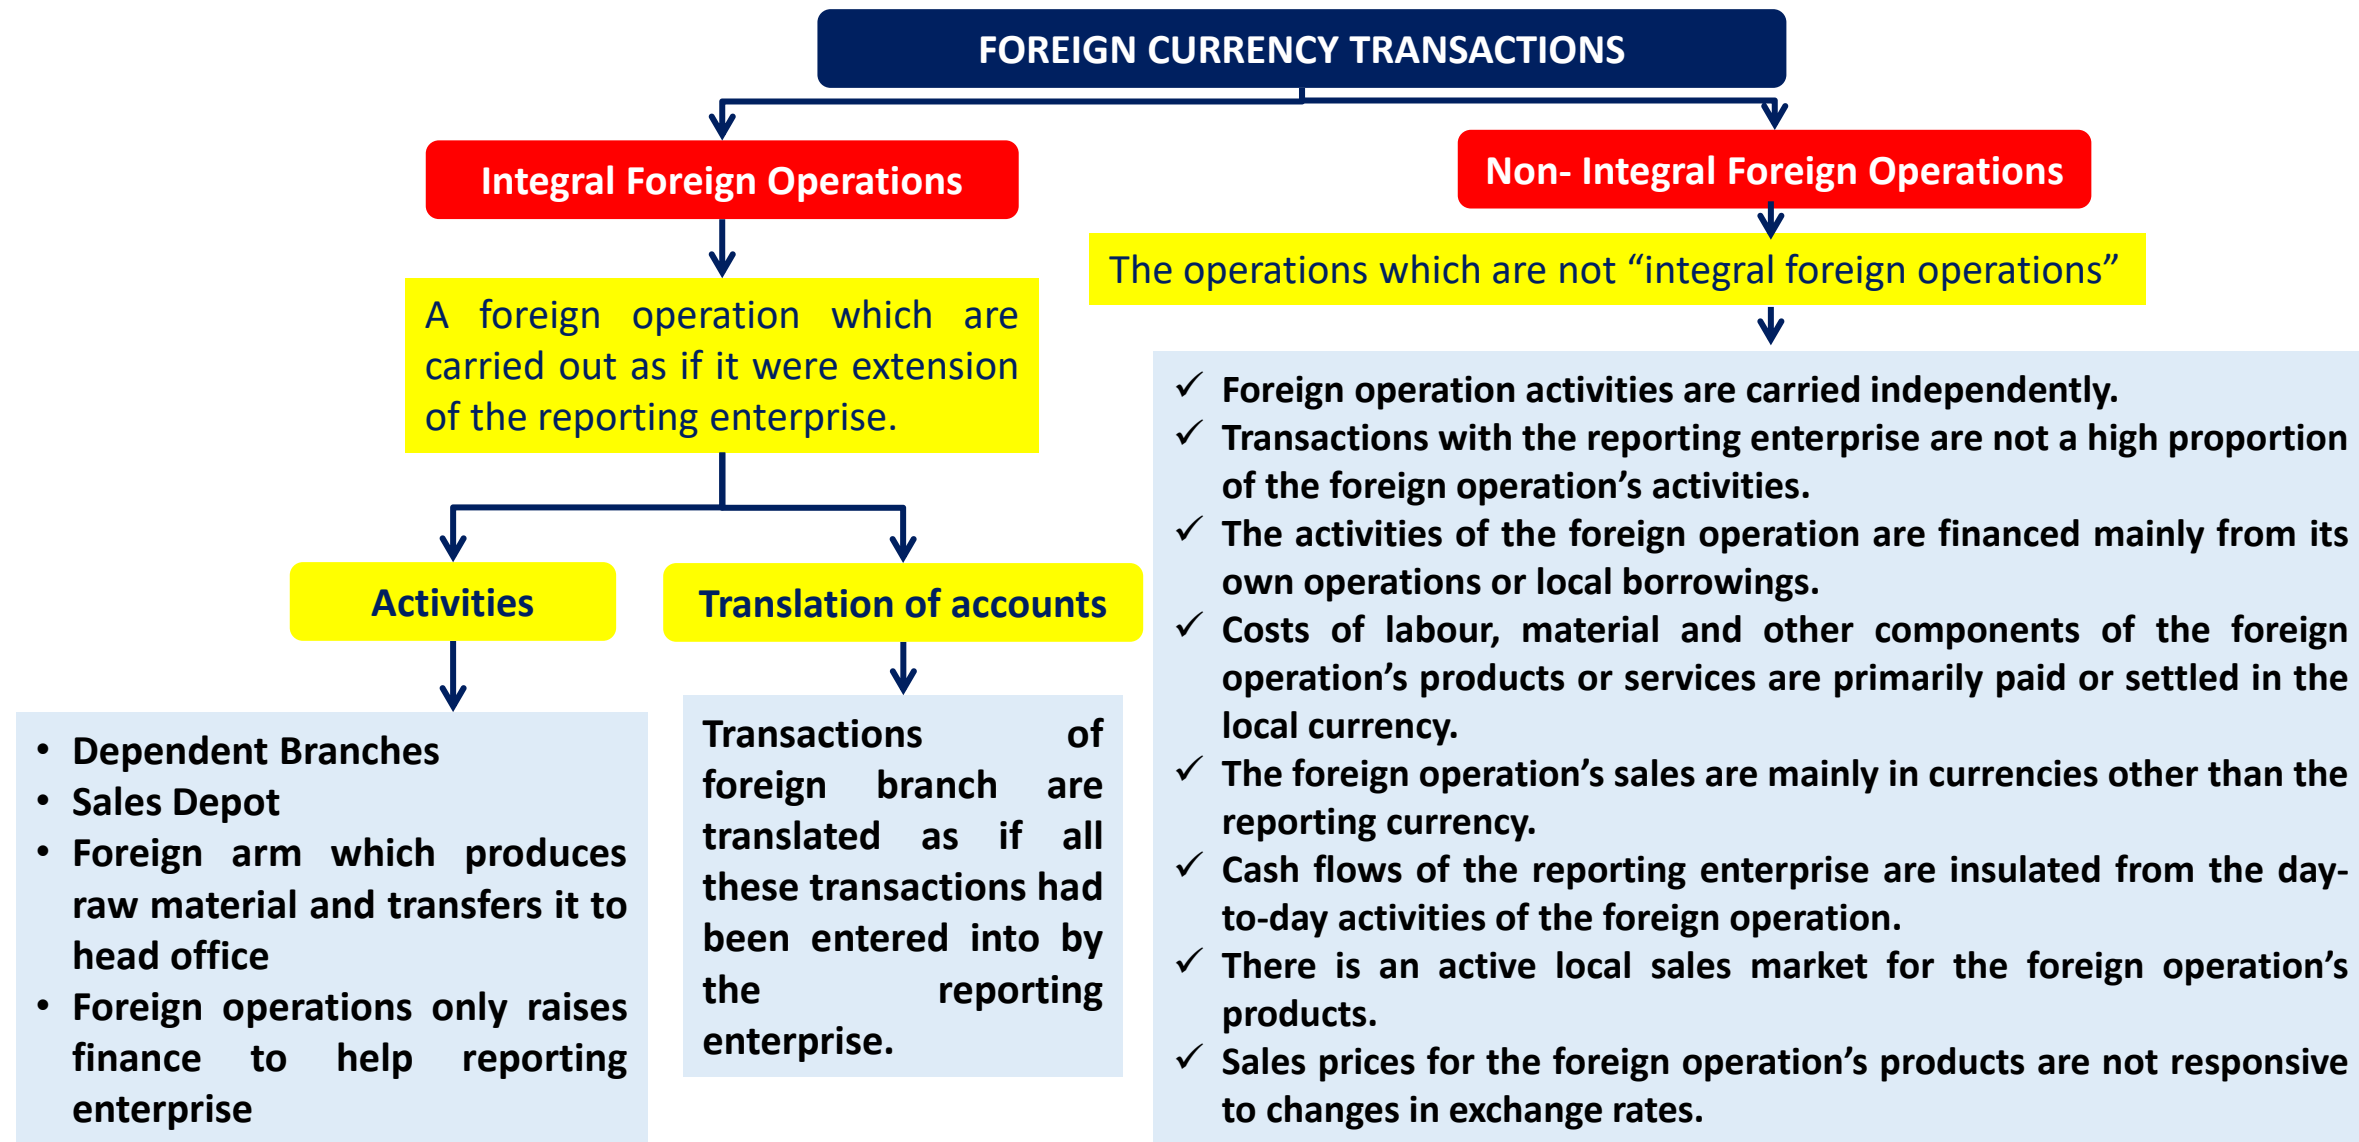 FOREIGN CURRENCY TRANSACTIONS
Integral Foreign Operations
A foreign operation which are
carried out as if it were extension
of the reporting enterprise.
Activities
• Dependent Branches
• Sales Depot
• Foreign arm which produces
raw material and transfers it to
head office
• Foreign operations only raises
finance to help reporting
enterprise
Translation of accounts
Transactions of
foreign branch are
translated as if all
these transactions had
been entered into by
the reporting
enterprise.
Non- Integral Foreign Operations
The operations which are not “integral foreign operations”
✓ Foreign operation activities are carried independently.
✓ Transactions with the reporting enterprise are not a high proportion
of the foreign operation’s activities.
✓ The activities of the foreign operation are financed mainly from its
own operations or local borrowings.
✓ Costs of labour, material and other components of the foreign
operation’s products or services are primarily paid or settled in the
local currency.
✓ The foreign operation’s sales are mainly in currencies other than the
reporting currency.
✓ Cash flows of the reporting enterprise are insulated from the day-
to-day activities of the foreign operation.
✓ There is an active local sales market for the foreign operation’s
products.
✓ Sales prices for the foreign operation’s products are not responsive
to changes in exchange rates.